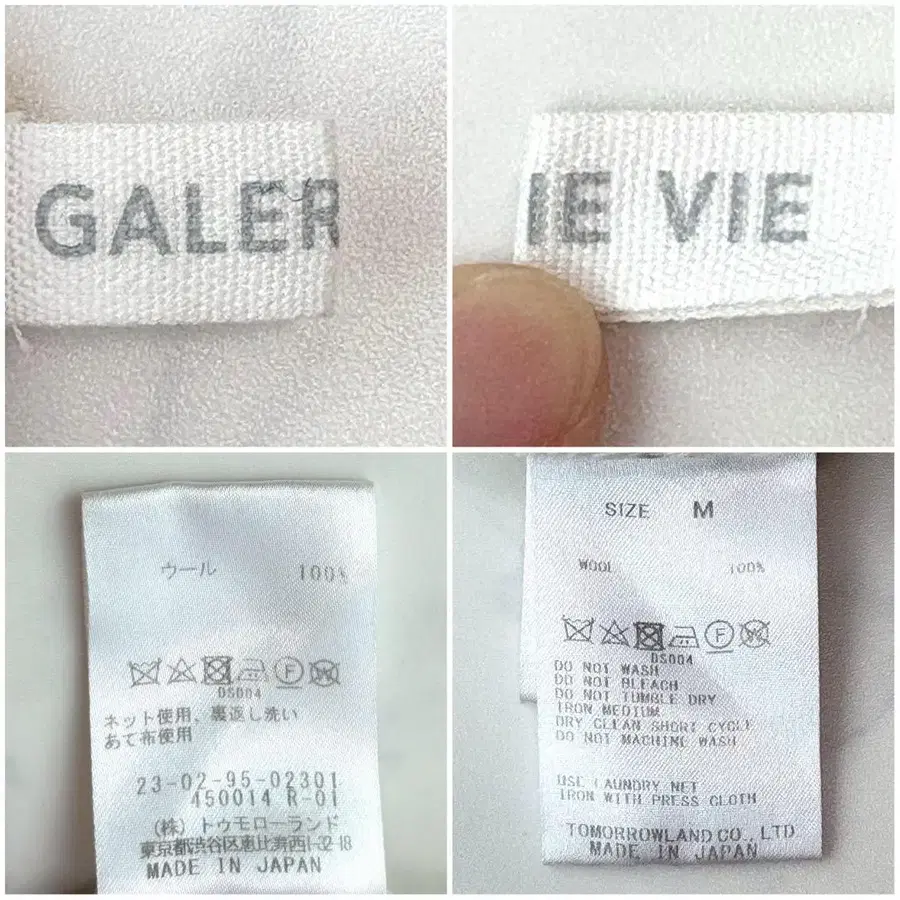 GALER
IE VIE
ウール 100%
DS004
ネット使用、裏返し洗い
あて布使用
23-02-95-02301
450014 R-01
(株) トゥモローランド
東京都渋谷区恵比寿西1-32-18
MADE IN JAPAN
SIZE M
WOOL 100%
DS004
DO NOT WASH
DO NOT BLEACH
DO NOT TUMBLE DRY
IRON MEDIUM
DRY CLEAN SHORT CYCLE
DO NOT MACHINE WASH
USE LAUNDRY NET
IRON WITH PRESS CLOTH
TOMORROWLAND CO., LTD
MADE IN JAPAN